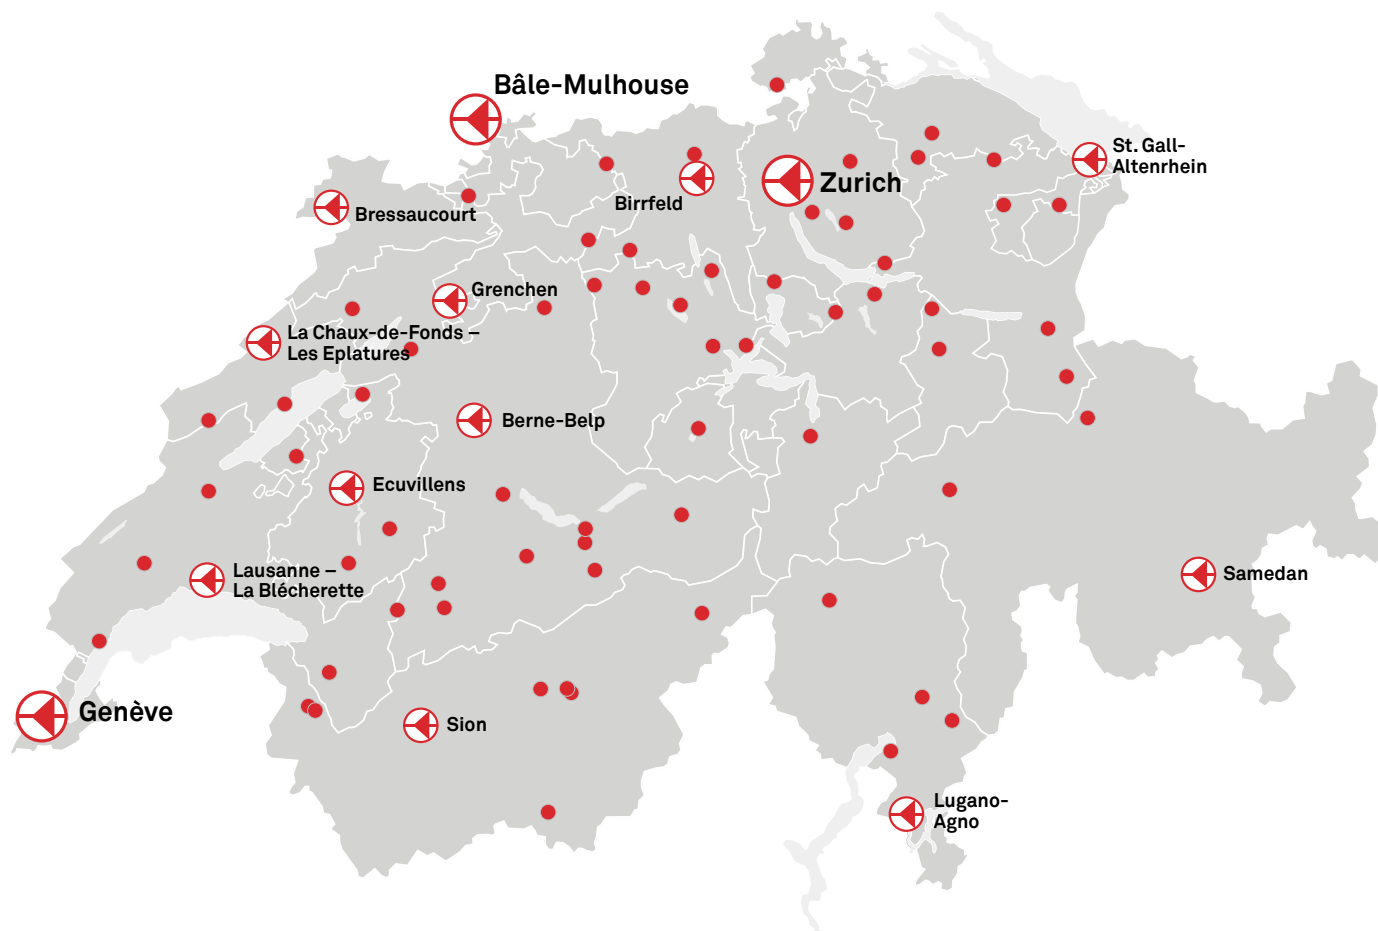 Bâle-Mulhouse
St. Gall-
Altenrhein
Zurich
Birrfeld
Bressaucourt
Grenchen
La Chaux-de-Fonds –
Les Eplatures
Berne-Belp
Ecuvillens
Lausanne –
La Blécherette
Samedan
Genève
Sion
Lugano-
Agno